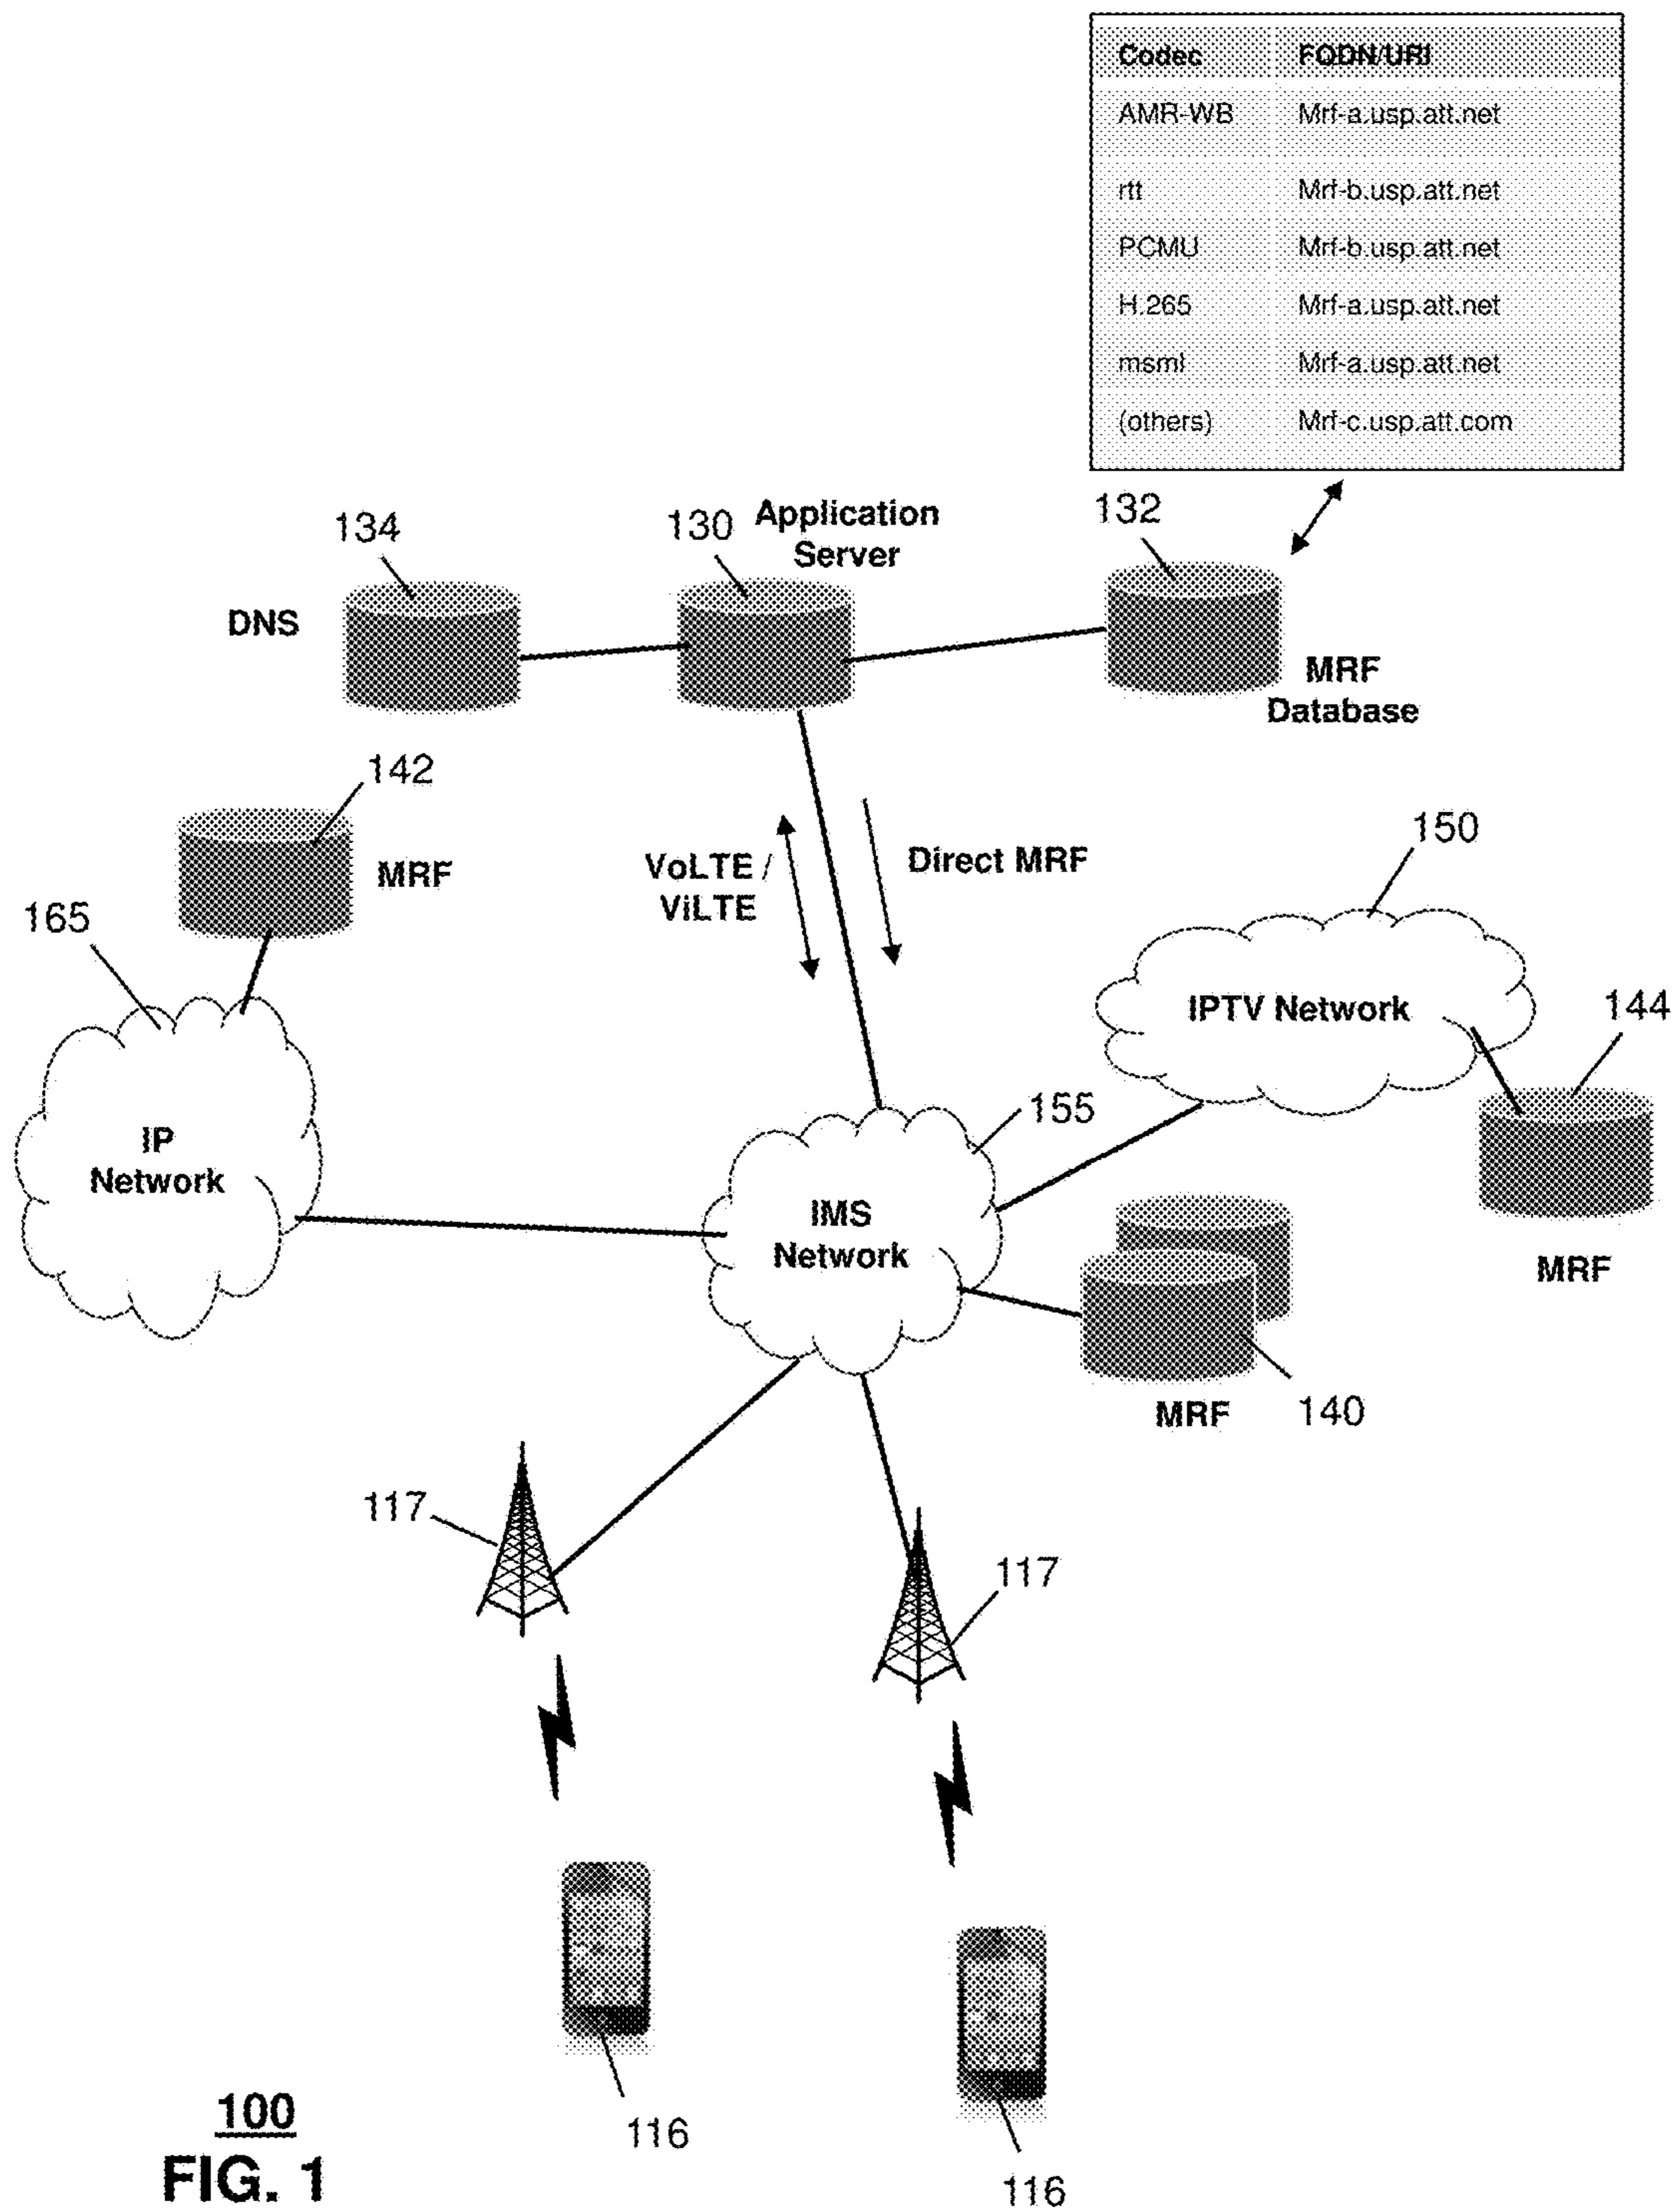 Codec FQDN/URI
AMR-WB Mrf-a.usp.att.net
rtt Mrf-b.usp.att.net
PCMU Mrf-b.usp.att.net
H.265 Mrf-a.usp.att.net
msml Mrf-a.usp.att.net
(others) Mrf-c.usp.att.com
134
130
Application
Server
132
DNS
MRF
Database
142
MRF
VoLTE /
ViLTE
Direct MRF
150
165
IPTV Network
144
155
IP
Network
IMS
Network
MRF
MRF
140
117
117
116
116
100
FIG. 1